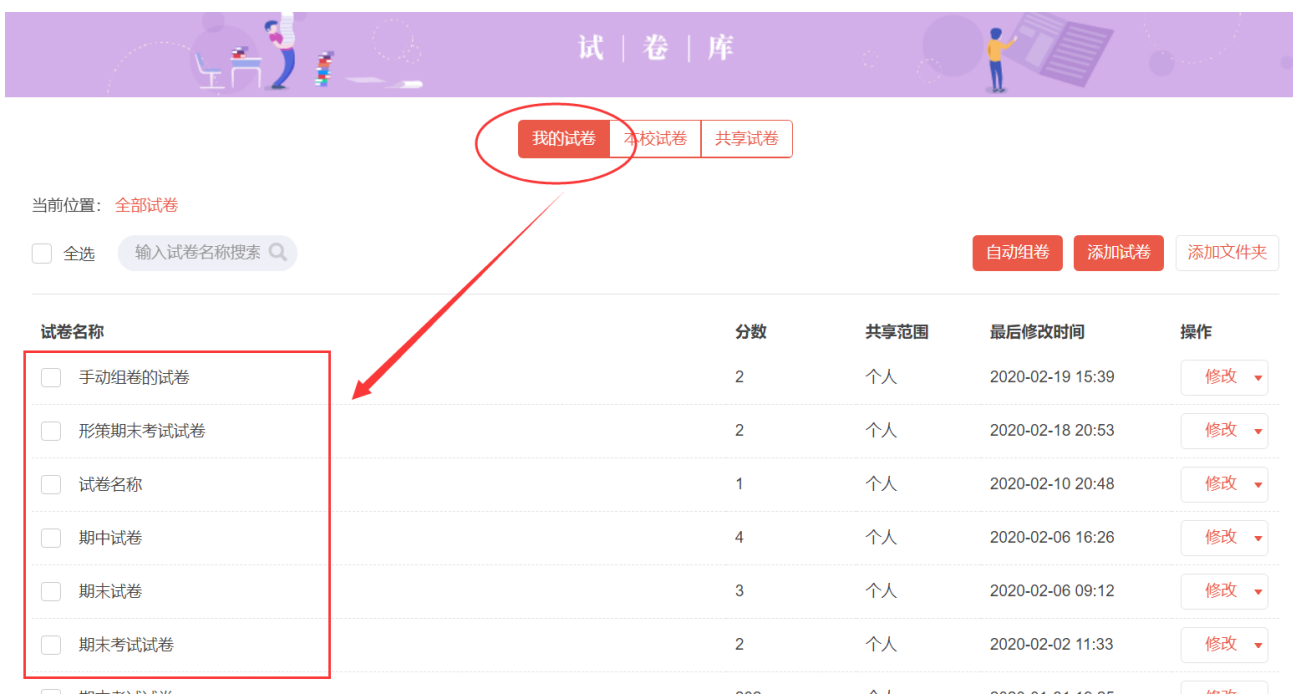 试 | 卷 | 库
我的试卷 本校试卷 共享试卷
当前位置： 全部试卷
全选 输入试卷名称搜索 自动组卷 添加试卷 添加文件夹
试卷名称 分数 共享范围 最后修改时间 操作
手动组卷的试卷 2 个人 2020-02-19 15:39 修改
形策期末考试试卷 2 个人 2020-02-18 20:53 修改
试卷名称 1 个人 2020-02-10 20:48 修改
期中试卷 4 个人 2020-02-06 16:26 修改
期末试卷 3 个人 2020-02-06 09:12 修改
期末考试试卷 2 个人 2020-02-02 11:33 修改